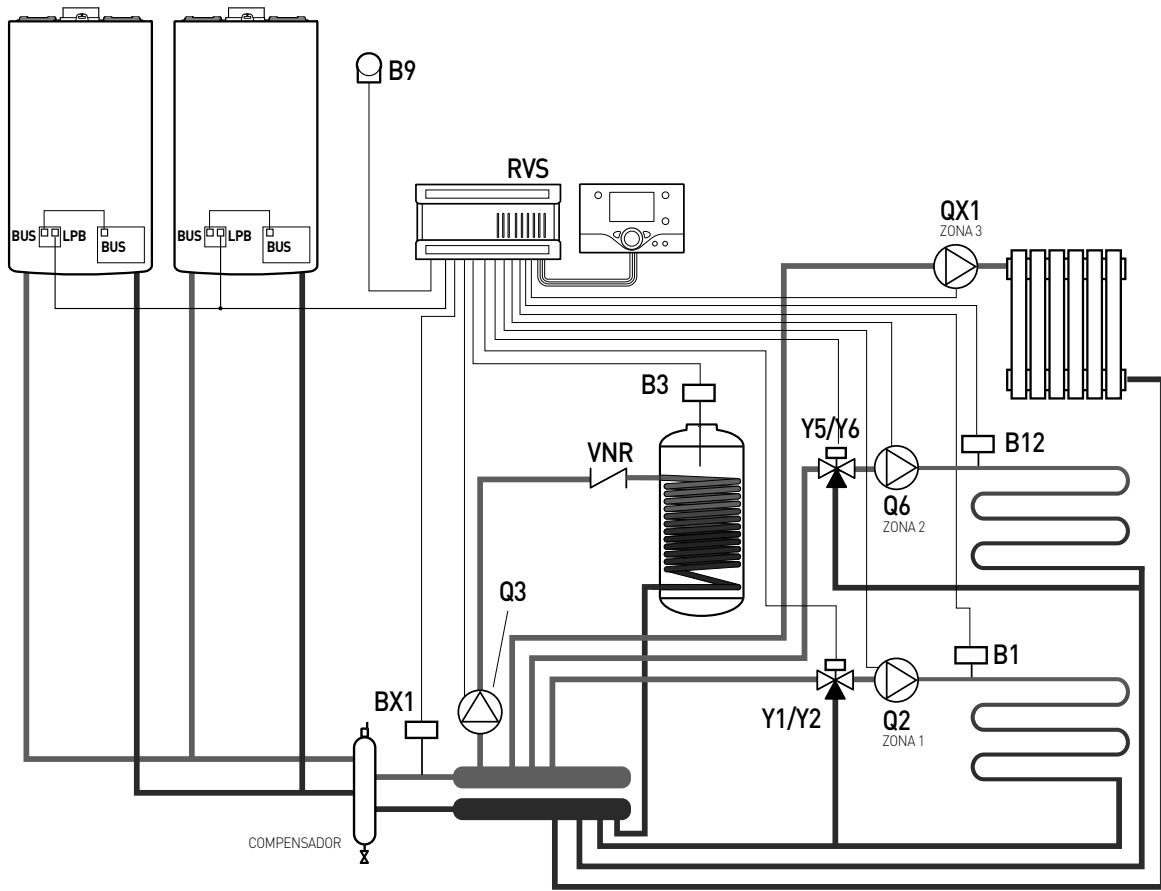 B9
RVS
QX1
ZONA 3
BUS LPB
BUS
BUS LPB
BUS
B3
Y5/Y6
B12
VNR
Q6
ZONA 2
Q3
B1
BX1
Y1/Y2
Q2
ZONA 1
COMPENSADOR